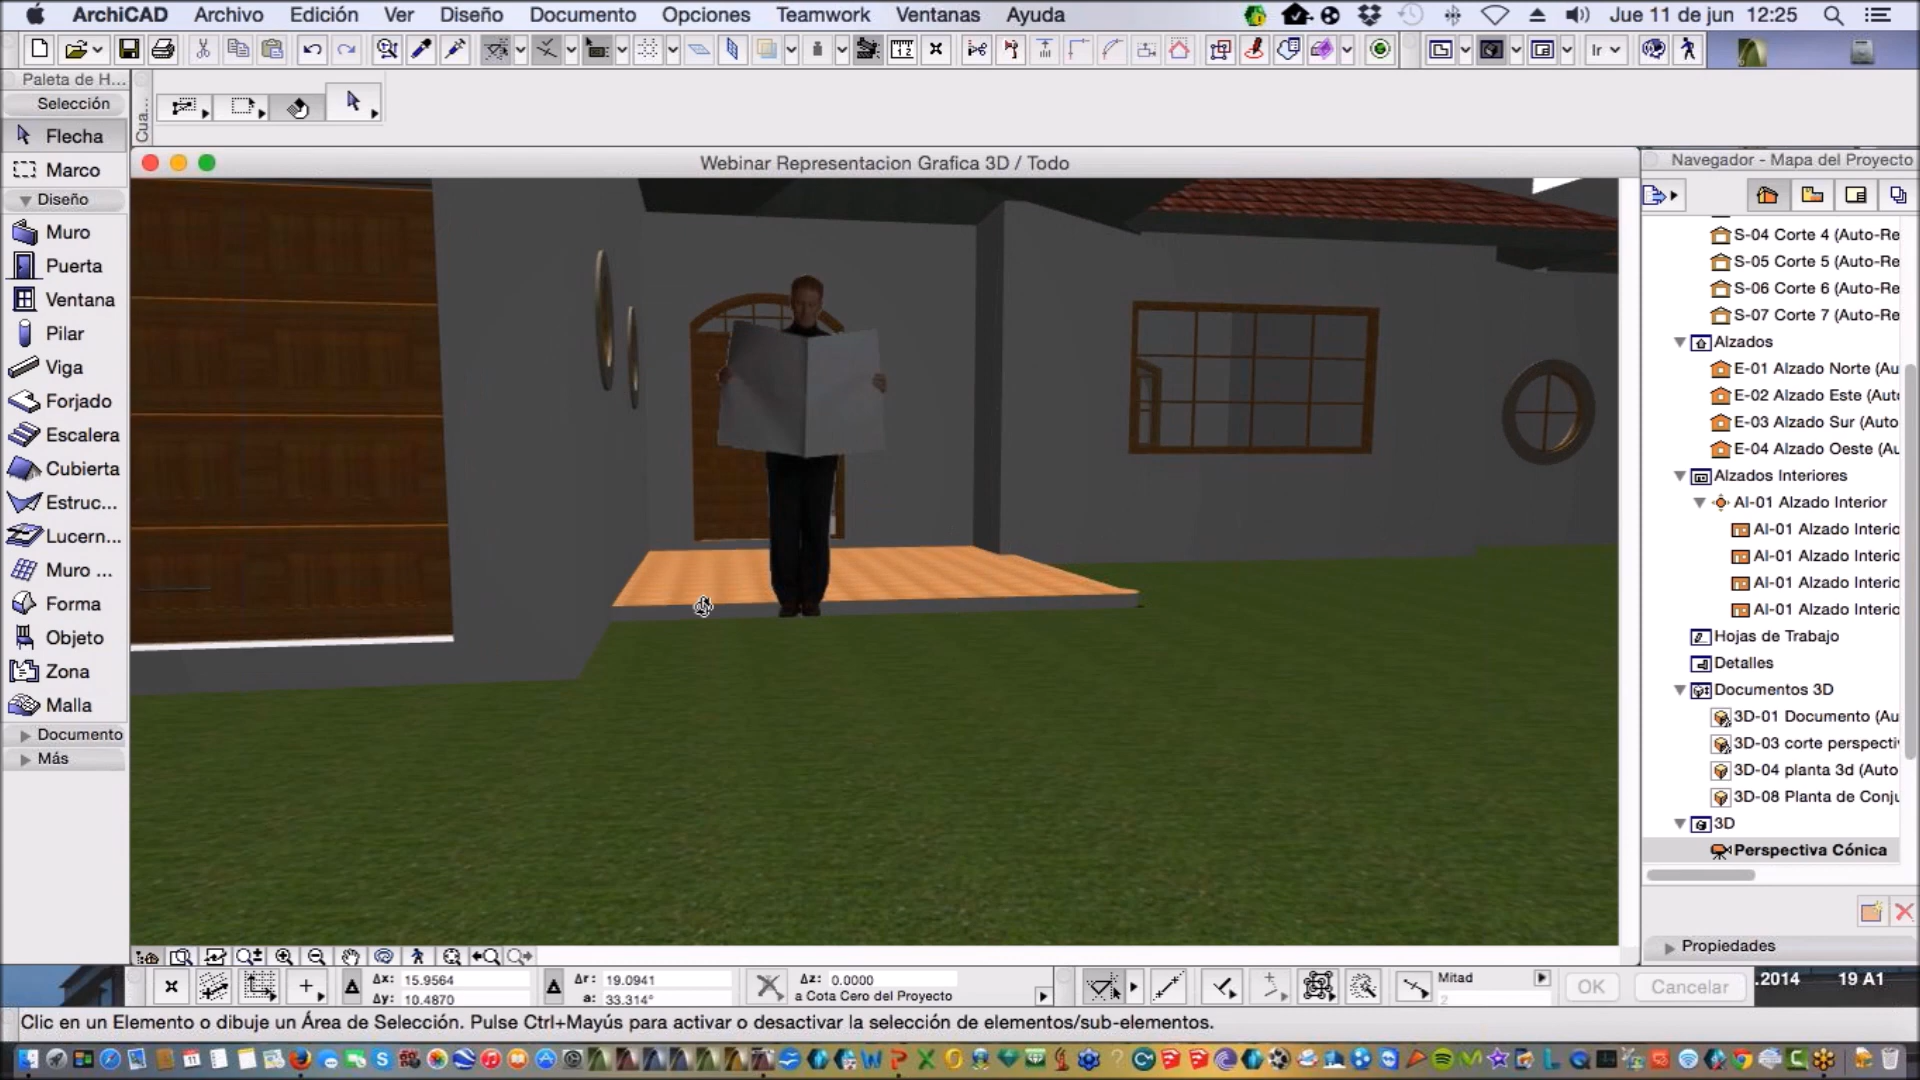 ArchiCAD Archivo Edición Ver Diseño Documento Opciones Teamwork Ventanas Ayuda Jue 11 de jun 12:25
Paleta de H...
Selección
Cua...
Flecha
Marco
Diseño
Muro
Puerta
Ventana
Pilar
Viga
Forjado
Escalera
Cubierta
Estruc...
Lucern...
Muro ...
Forma
Objeto
Zona
Malla
Documento
Más
Webinar Representacion Grafica 3D / Todo
Navegador - Mapa del Proyecto
S-04 Corte 4 (Auto-Re
S-05 Corte 5 (Auto-Re
S-06 Corte 6 (Auto-Re
S-07 Corte 7 (Auto-Re
Alzados
E-01 Alzado Norte (Au
E-02 Alzado Este (Auto
E-03 Alzado Sur (Auto
E-04 Alzado Oeste (Au
Alzados Interiores
AI-01 Alzado Interior
AI-01 Alzado Interio
AI-01 Alzado Interio
AI-01 Alzado Interio
AI-01 Alzado Interio
Hojas de Trabajo
Detalles
Documentos 3D
3D-01 Documento (Au
3D-03 corte perspecti
3D-04 planta 3d (Auto
3D-08 Planta de Conju
3D
Perspectiva Cónica
Propiedades
Δx: 15.9564
Δy: 10.4870
Δr: 19.0941
a: 33.314°
Δz: 0.0000
a Cota Cero del Proyecto
Mitad
2
OK
Cancelar
.2014 19 A1
Clic en un Elemento o dibuje un Área de Selección. Pulse Ctrl+Mayús para activar o desactivar la selección de elementos/sub-elementos.